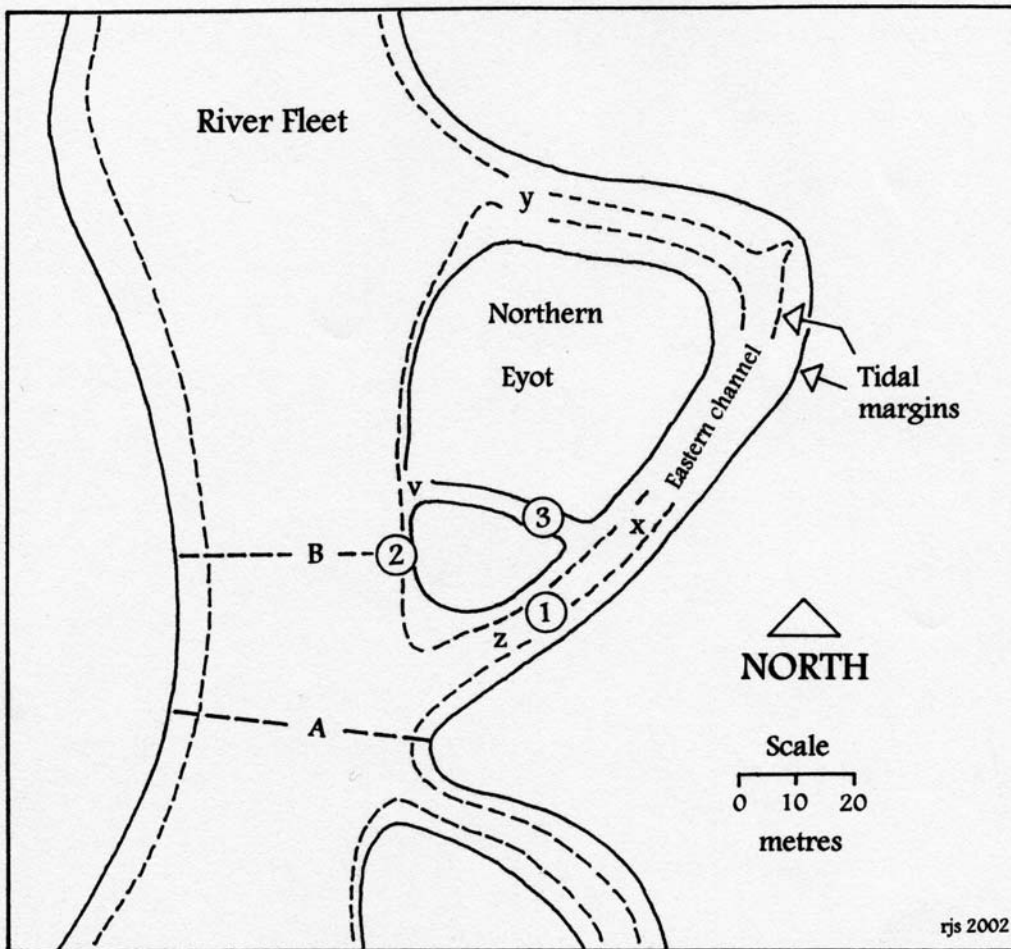 River Fleet
y
Northern
Eyot
Eastern channel
Tidal
margins
v
3
x
B
2
1
z
NORTH
A
Scale
0 10 20
metres
rjs 2002